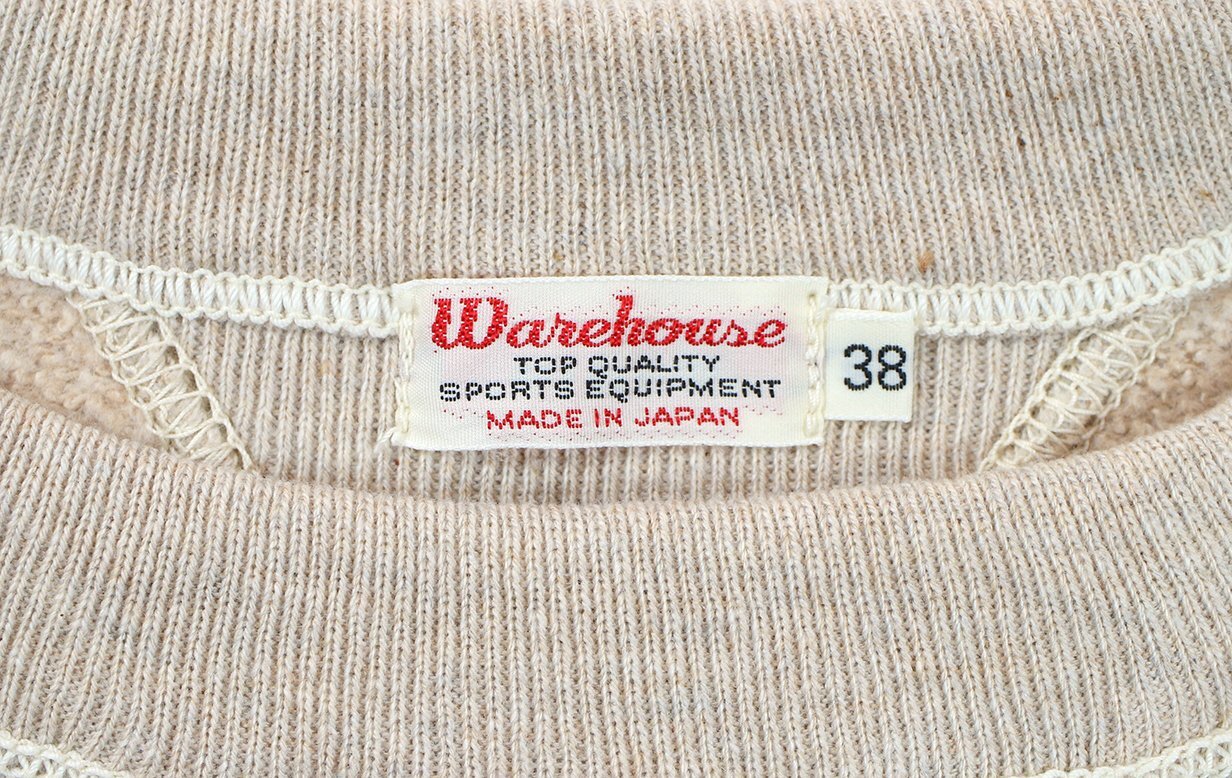 Warehouse
TOP QUALITY
SPORTS EQUIPMENT
MADE IN JAPAN
38